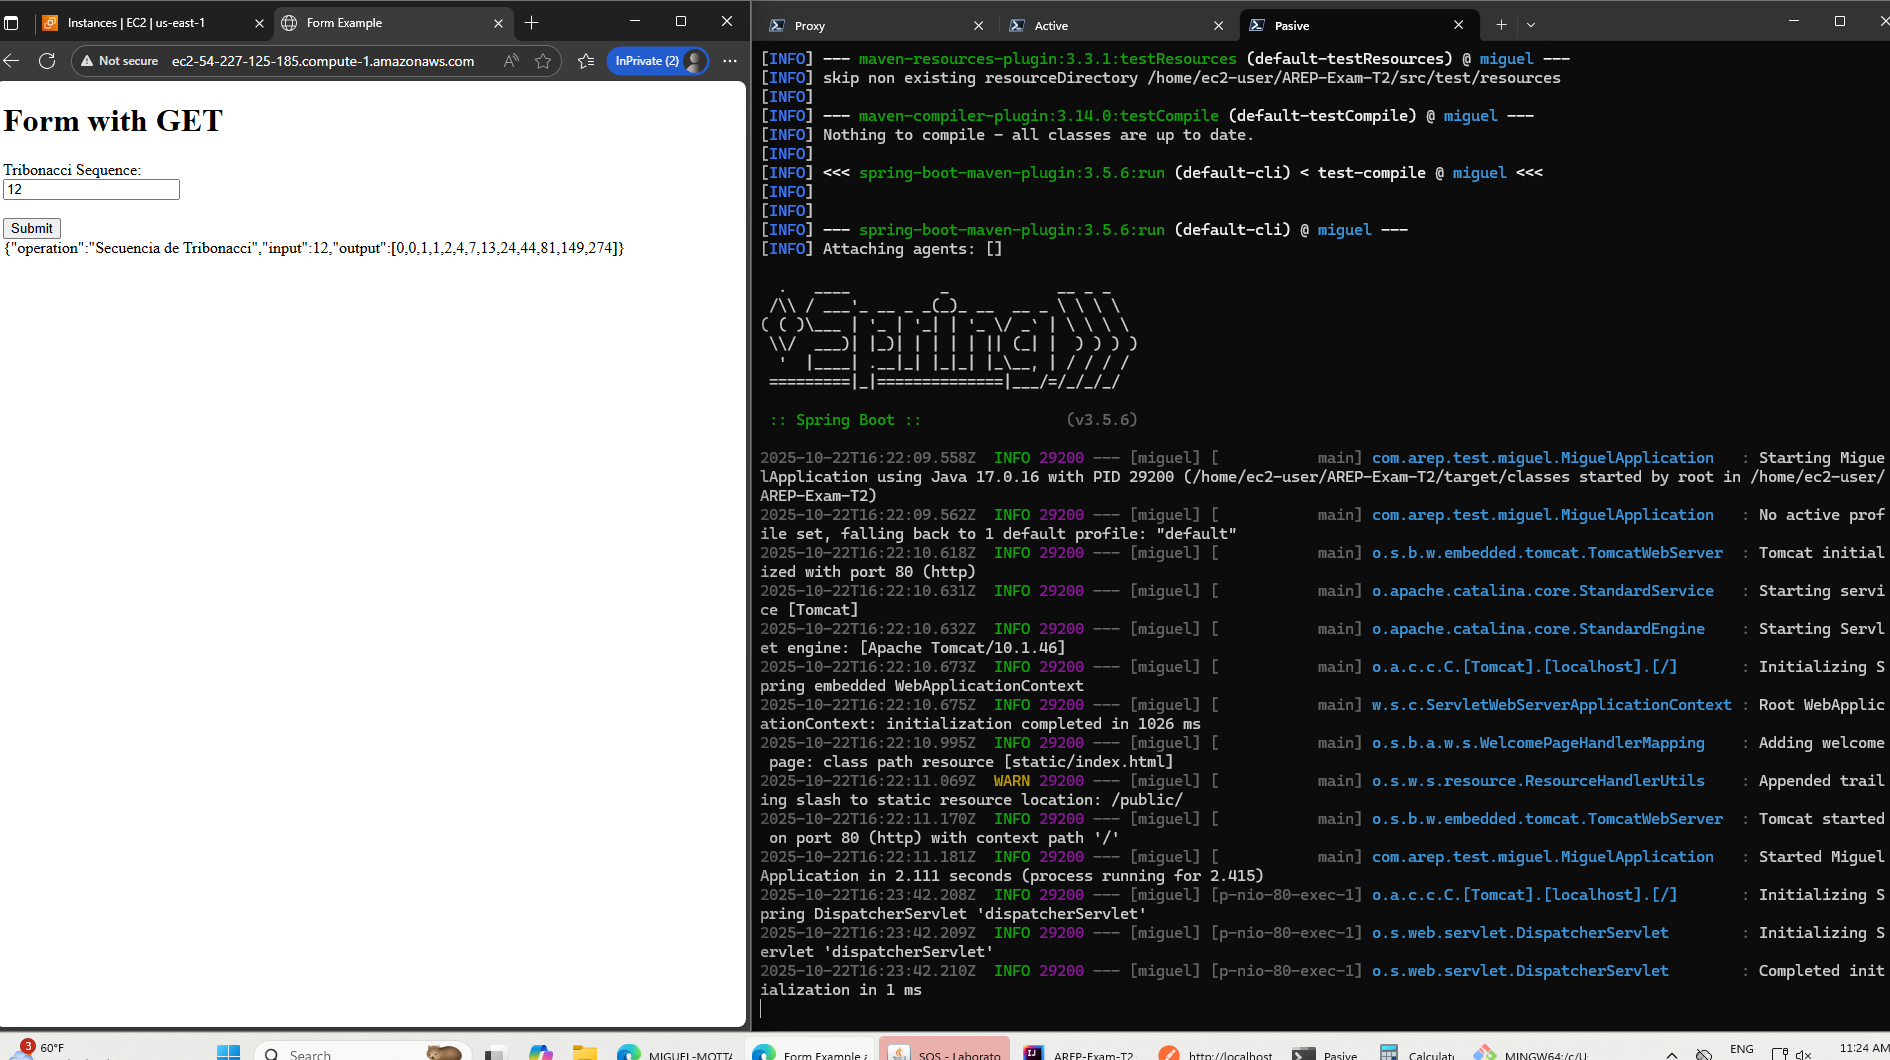 Instances | EC2 | us-east-1
Form Example
Not secure ec2-54-227-125-185.compute-1.amazonaws.com
InPrivate (2)
Form with GET
Tribonacci Sequence:
12
Submit
{"operation":"Secuencia de Tribonacci","input":12,"output":[0,0,1,1,2,4,7,13,24,44,81,149,274]}
Proxy
Active
Pasive
[INFO] --- maven-resources-plugin:3.3.1:testResources (default-testResources) @ miguel ---
[INFO] skip non existing resourceDirectory /home/ec2-user/AREP-Exam-T2/src/test/resources
[INFO]
[INFO] --- maven-compiler-plugin:3.14.0:testCompile (default-testCompile) @ miguel ---
[INFO] Nothing to compile - all classes are up to date.
[INFO]
[INFO] <<< spring-boot-maven-plugin:3.5.6:run (default-cli) < test-compile @ miguel <<<
[INFO]
[INFO]
[INFO] --- spring-boot-maven-plugin:3.5.6:run (default-cli) @ miguel ---
[INFO] Attaching agents: []
:: Spring Boot :: (v3.5.6)
2025-10-22T16:22:09.558Z INFO 29200 --- [miguel] [ main] com.arep.test.miguel.MiguelApplication : Starting Migue
lApplication using Java 17.0.16 with PID 29200 (/home/ec2-user/AREP-Exam-T2/target/classes started by root in /home/ec2-user/
AREP-Exam-T2)
2025-10-22T16:22:09.562Z INFO 29200 --- [miguel] [ main] com.arep.test.miguel.MiguelApplication : No active prof
ile set, falling back to 1 default profile: "default"
2025-10-22T16:22:10.618Z INFO 29200 --- [miguel] [ main] o.s.b.w.embedded.tomcat.TomcatWebServer : Tomcat initial
ized with port 80 (http)
2025-10-22T16:22:10.631Z INFO 29200 --- [miguel] [ main] o.apache.catalina.core.StandardService : Starting servi
ce [Tomcat]
2025-10-22T16:22:10.632Z INFO 29200 --- [miguel] [ main] o.apache.catalina.core.StandardEngine : Starting Servl
et engine: [Apache Tomcat/10.1.46]
2025-10-22T16:22:10.673Z INFO 29200 --- [miguel] [ main] o.a.c.c.C.[Tomcat].[localhost].[/] : Initializing S
pring embedded WebApplicationContext
2025-10-22T16:22:10.675Z INFO 29200 --- [miguel] [ main] w.s.c.ServletWebServerApplicationContext : Root WebApplic
ationContext: initialization completed in 1026 ms
2025-10-22T16:22:10.995Z INFO 29200 --- [miguel] [ main] o.s.b.a.w.s.WelcomePageHandlerMapping : Adding welcome
page: class path resource [static/index.html]
2025-10-22T16:22:11.069Z WARN 29200 --- [miguel] [ main] o.s.w.s.resource.ResourceHandlerUtils : Appended trail
ing slash to static resource location: /public/
2025-10-22T16:22:11.170Z INFO 29200 --- [miguel] [ main] o.s.b.w.embedded.tomcat.TomcatWebServer : Tomcat started
on port 80 (http) with context path '/'
2025-10-22T16:22:11.181Z INFO 29200 --- [miguel] [ main] com.arep.test.miguel.MiguelApplication : Started Miguel
Application in 2.111 seconds (process running for 2.415)
2025-10-22T16:23:42.208Z INFO 29200 --- [miguel] [p-nio-80-exec-1] o.a.c.c.C.[Tomcat].[localhost].[/] : Initializing S
pring DispatcherServlet 'dispatcherServlet'
2025-10-22T16:23:42.209Z INFO 29200 --- [miguel] [p-nio-80-exec-1] o.s.web.servlet.DispatcherServlet : Initializing S
ervlet 'dispatcherServlet'
2025-10-22T16:23:42.210Z INFO 29200 --- [miguel] [p-nio-80-exec-1] o.s.web.servlet.DispatcherServlet : Completed init
ialization in 1 ms
3
60°F
Search
MIGUEL-MOTTA
Form Example a
SOS - Laborato
AREP-Exam-T2
http://localhost
Pasive
Calculat
MINGW64:/c/U
ENG
11:24 AM